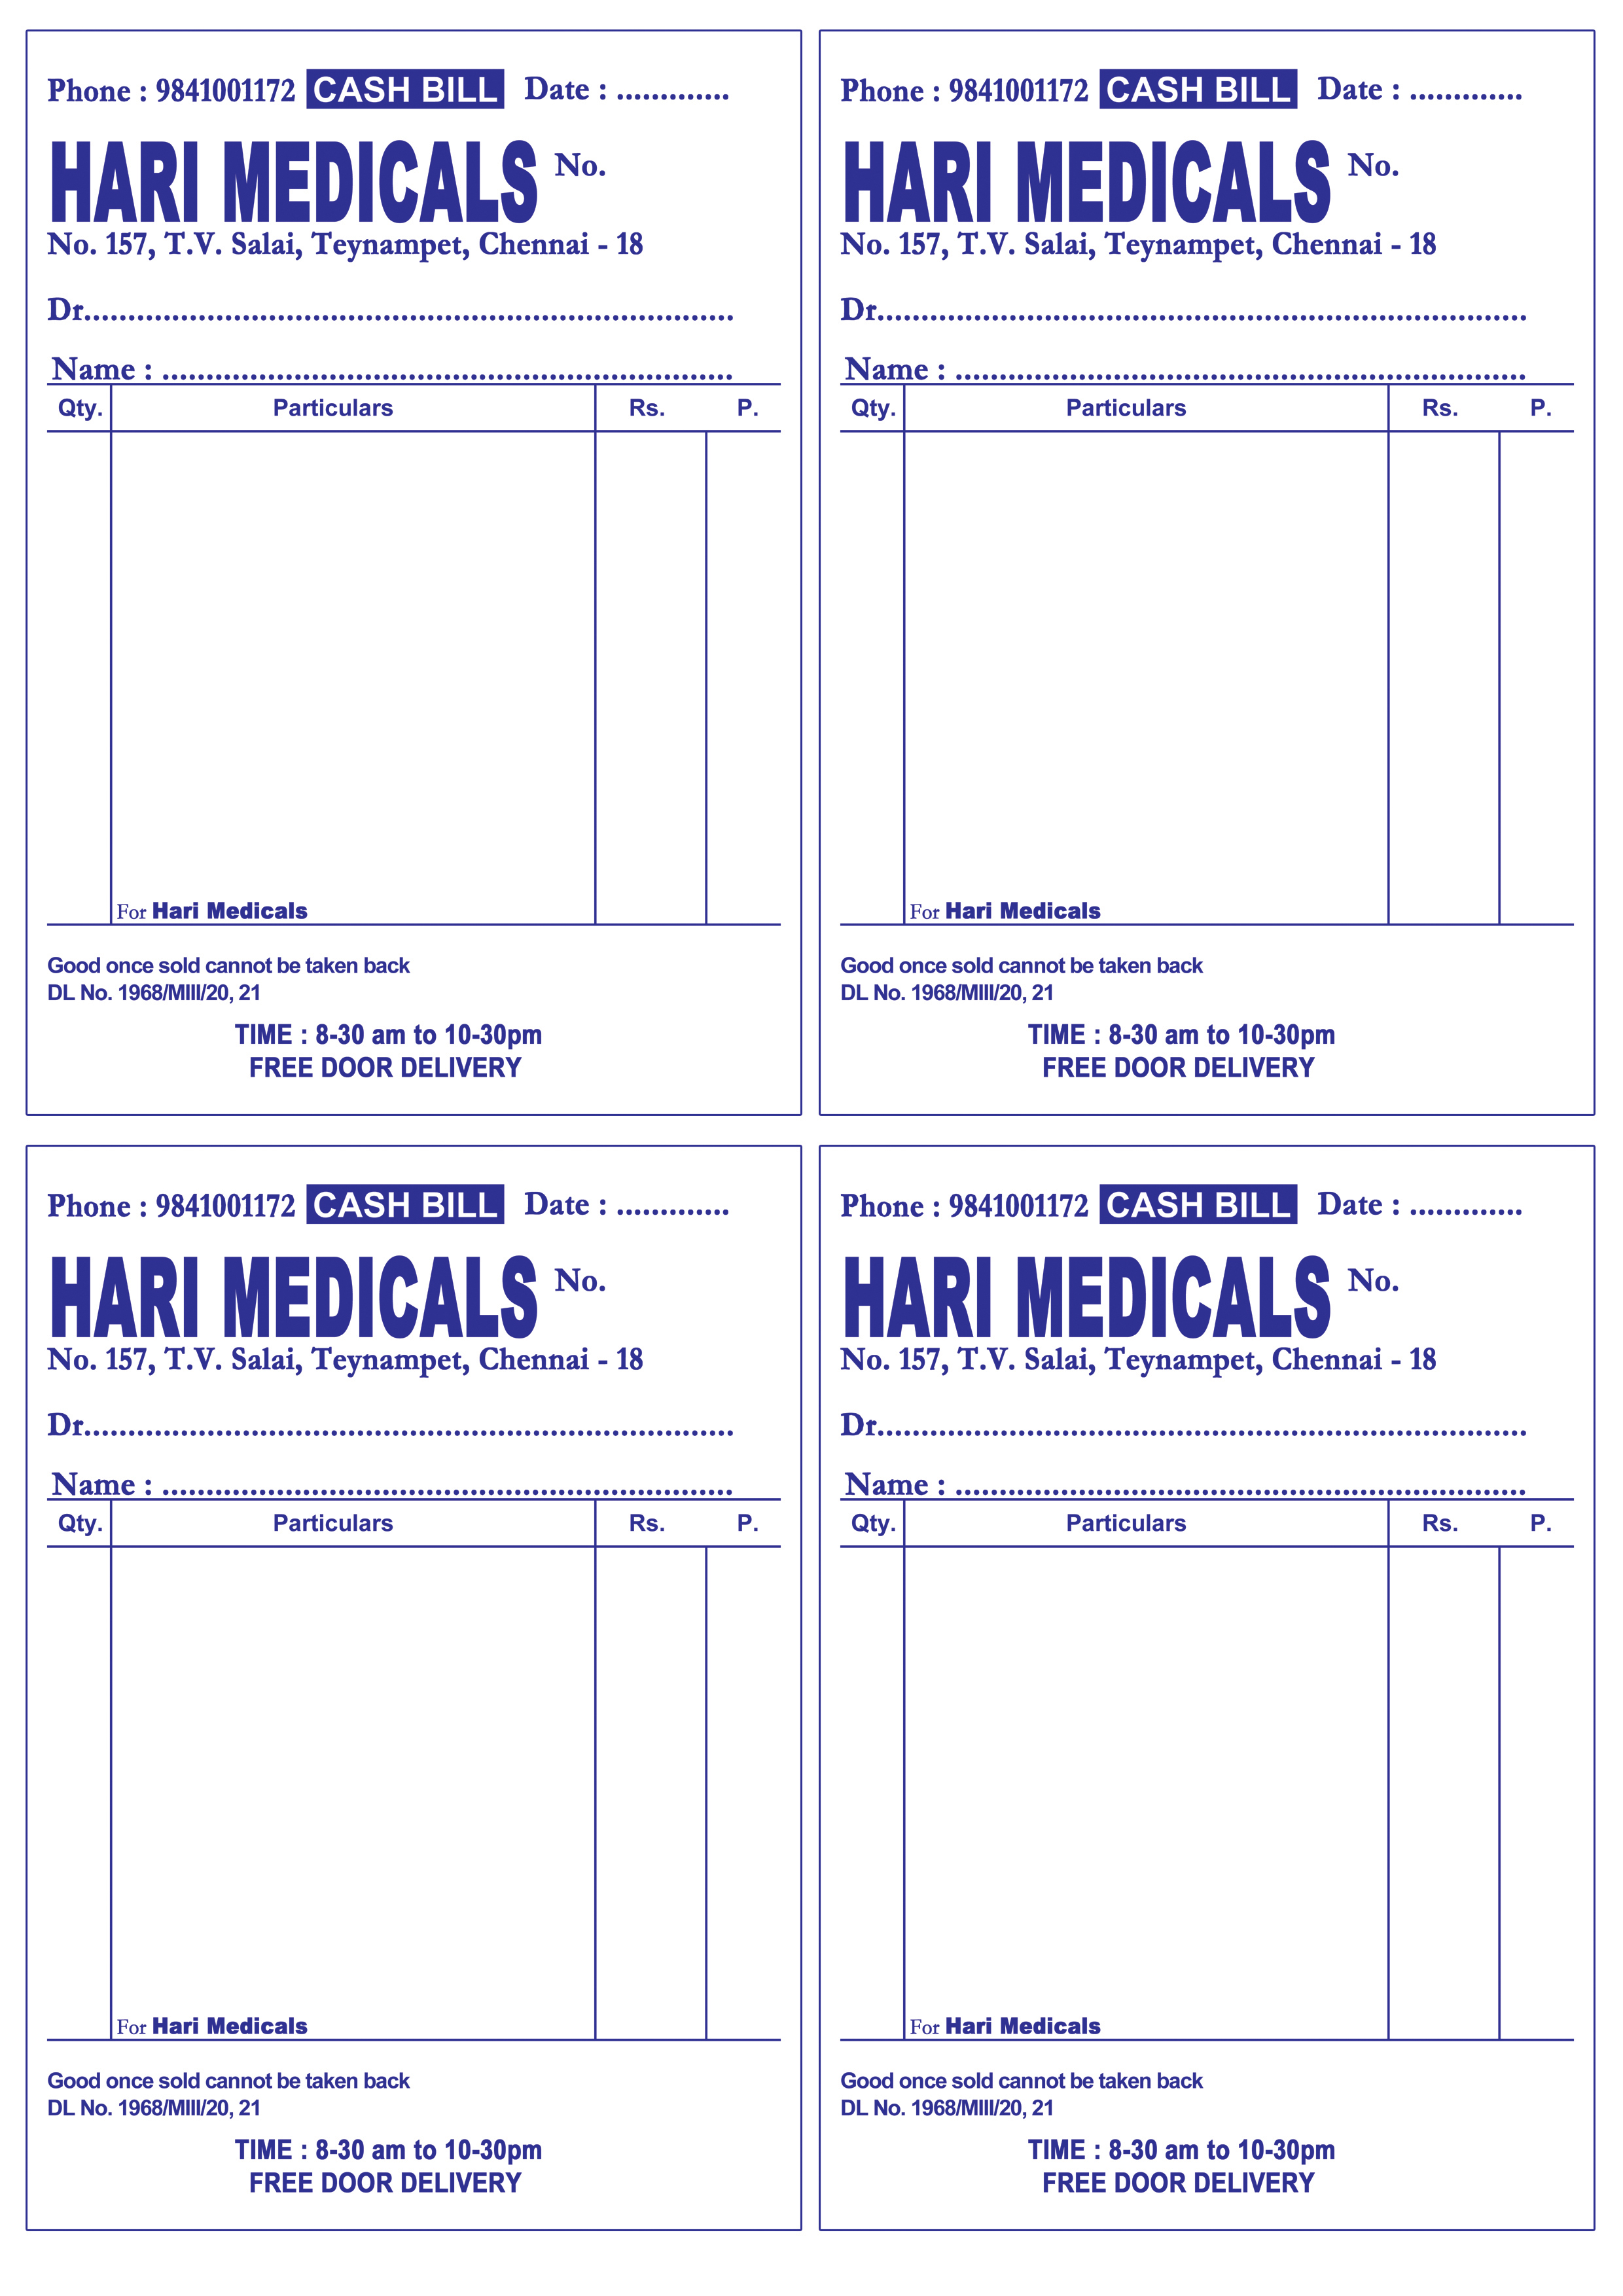 Phone : 9841001172 CASH BILL Date : .............
HARI MEDICALS No.
No. 157, T.V. Salai, Teynampet, Chennai - 18
Dr..........................................................................
Name : .................................................................
Qty. Particulars Rs. P.
For Hari Medicals
Good once sold cannot be taken back
DL No. 1968/MIII/20, 21
TIME : 8-30 am to 10-30pm
FREE DOOR DELIVERY
Phone : 9841001172 CASH BILL Date : .............
HARI MEDICALS No.
No. 157, T.V. Salai, Teynampet, Chennai - 18
Dr..........................................................................
Name : .................................................................
Qty. Particulars Rs. P.
For Hari Medicals
Good once sold cannot be taken back
DL No. 1968/MIII/20, 21
TIME : 8-30 am to 10-30pm
FREE DOOR DELIVERY
Phone : 9841001172 CASH BILL Date : .............
HARI MEDICALS No.
No. 157, T.V. Salai, Teynampet, Chennai - 18
Dr..........................................................................
Name : .................................................................
Qty. Particulars Rs. P.
For Hari Medicals
Good once sold cannot be taken back
DL No. 1968/MIII/20, 21
TIME : 8-30 am to 10-30pm
FREE DOOR DELIVERY
Phone : 9841001172 CASH BILL Date : .............
HARI MEDICALS No.
No. 157, T.V. Salai, Teynampet, Chennai - 18
Dr..........................................................................
Name : .................................................................
Qty. Particulars Rs. P.
For Hari Medicals
Good once sold cannot be taken back
DL No. 1968/MIII/20, 21
TIME : 8-30 am to 10-30pm
FREE DOOR DELIVERY